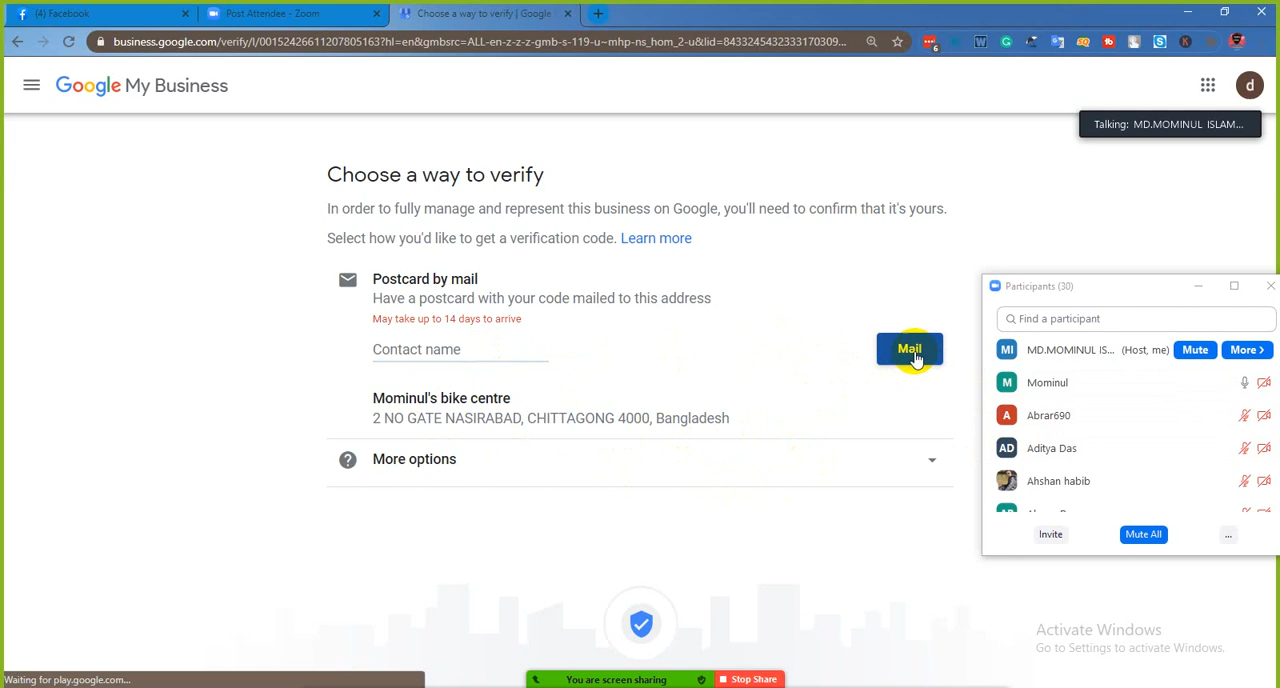 (4) Facebook
Post Attendee - Zoom
Choose a way to verify | Google
business.google.com/verify/l/00152426611207805163?hl=en&gmbsrc=ALL-en-z-z-z-gmb-s-119-u~mhp-ns_hom_2-u&lid=8433245432333170309...
Google My Business
d
Talking: MD.MOMINUL ISLAM...
Choose a way to verify
In order to fully manage and represent this business on Google, you'll need to confirm that it's yours.
Select how you'd like to get a verification code. Learn more
Postcard by mail
Have a postcard with your code mailed to this address
May take up to 14 days to arrive
Contact name
Mail
Mominul's bike centre
2 NO GATE NASIRABAD, CHITTAGONG 4000, Bangladesh
More options
Participants (30)
Find a participant
MI MD.MOMINUL IS... (Host, me) Mute More >
M Mominul
A Abrar690
AD Aditya Das
Ahshan habib
Invite
Mute All
...
Activate Windows
Go to Settings to activate Windows.
Waiting for play.google.com...
You are screen sharing
Stop Share